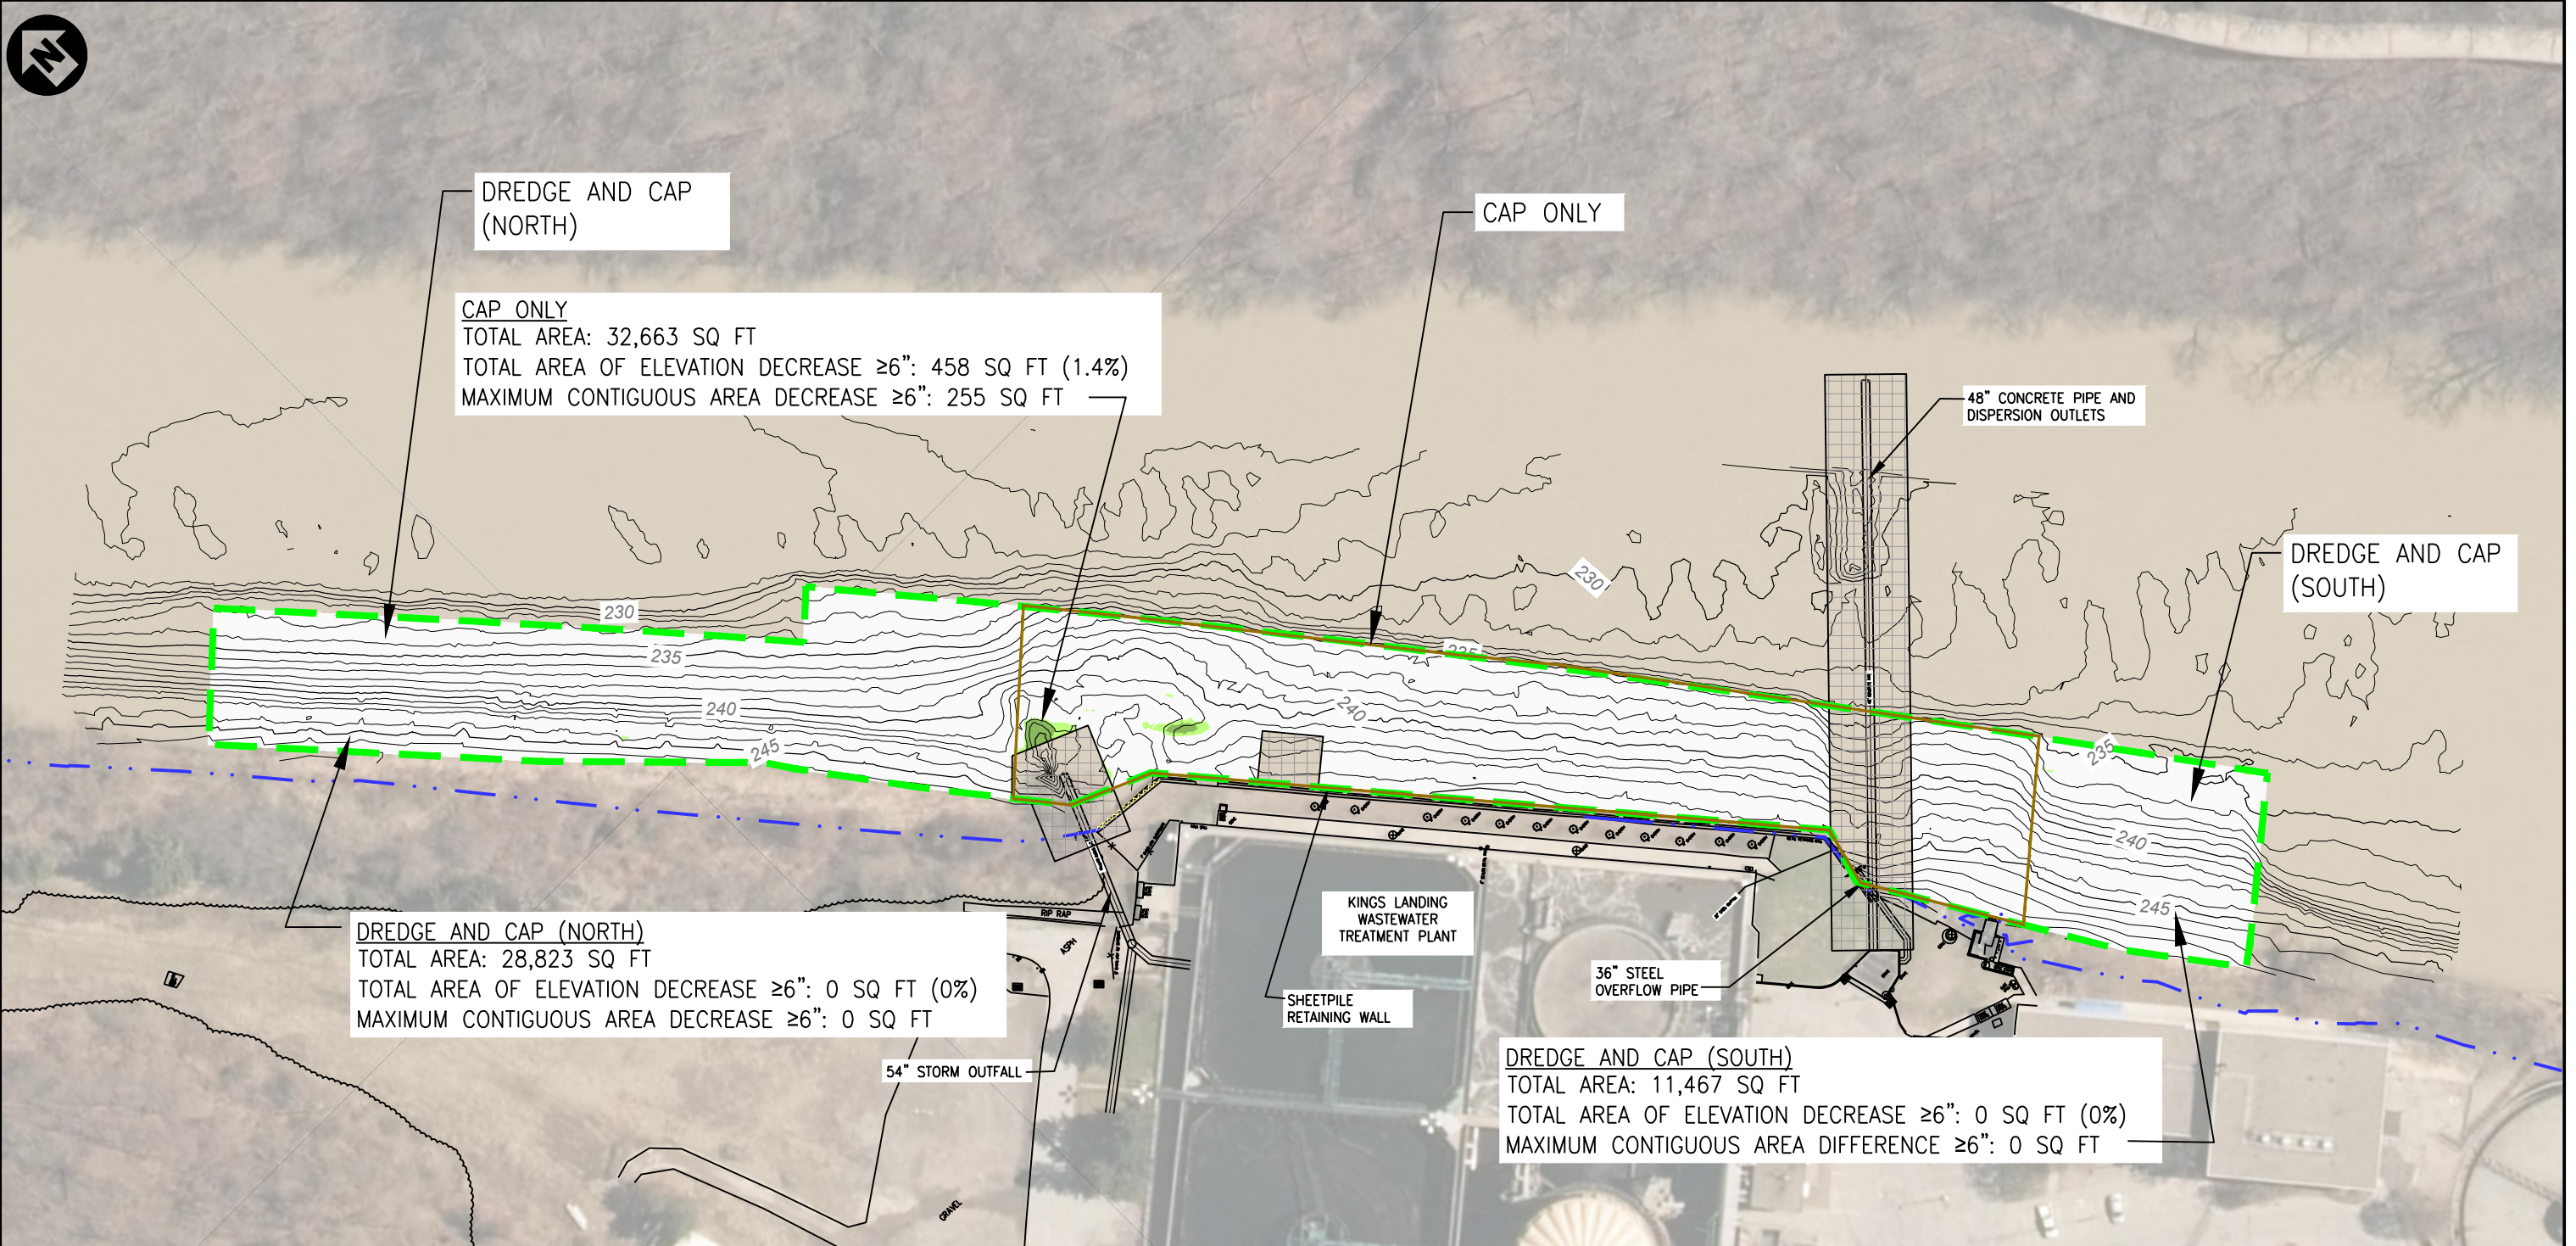 N
DREDGE AND CAP
(NORTH)
CAP ONLY
CAP ONLY
TOTAL AREA: 32,663 SQ FT
TOTAL AREA OF ELEVATION DECREASE ≥6": 458 SQ FT (1.4%)
MAXIMUM CONTIGUOUS AREA DECREASE ≥6": 255 SQ FT
48" CONCRETE PIPE AND
DISPERSION OUTLETS
DREDGE AND CAP
(SOUTH)
230
230
235
235
240
240
245
235
240
245
KINGS LANDING
WASTEWATER
TREATMENT PLANT
RIP RAP
ASPH
DREDGE AND CAP (NORTH)
TOTAL AREA: 28,823 SQ FT
TOTAL AREA OF ELEVATION DECREASE ≥6": 0 SQ FT (0%)
MAXIMUM CONTIGUOUS AREA DECREASE ≥6": 0 SQ FT
36" STEEL
OVERFLOW PIPE
SHEETPILE
RETAINING WALL
54" STORM OUTFALL
DREDGE AND CAP (SOUTH)
TOTAL AREA: 11,467 SQ FT
TOTAL AREA OF ELEVATION DECREASE ≥6": 0 SQ FT (0%)
MAXIMUM CONTIGUOUS AREA DIFFERENCE ≥6": 0 SQ FT
GRAVEL